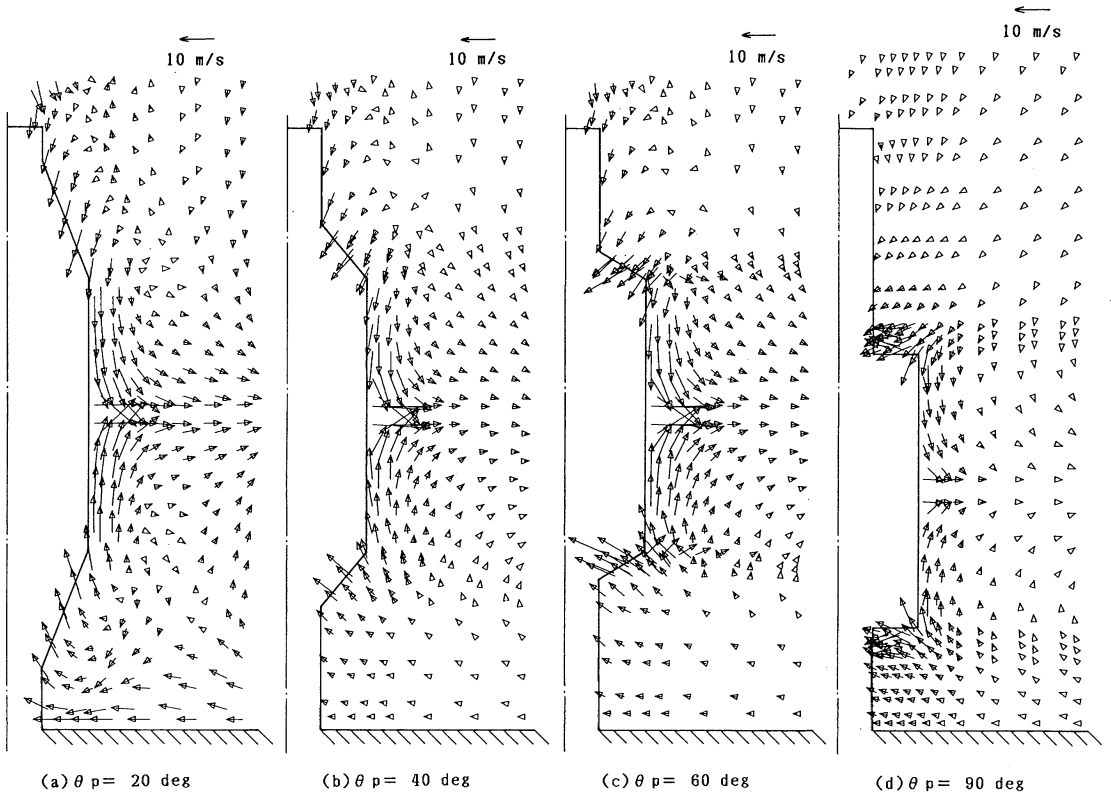 10 m/s
10 m/s
10 m/s
10 m/s
(a) θ p= 20 deg
(b) θ p= 40 deg
(c) θ p= 60 deg
(d) θ p= 90 deg